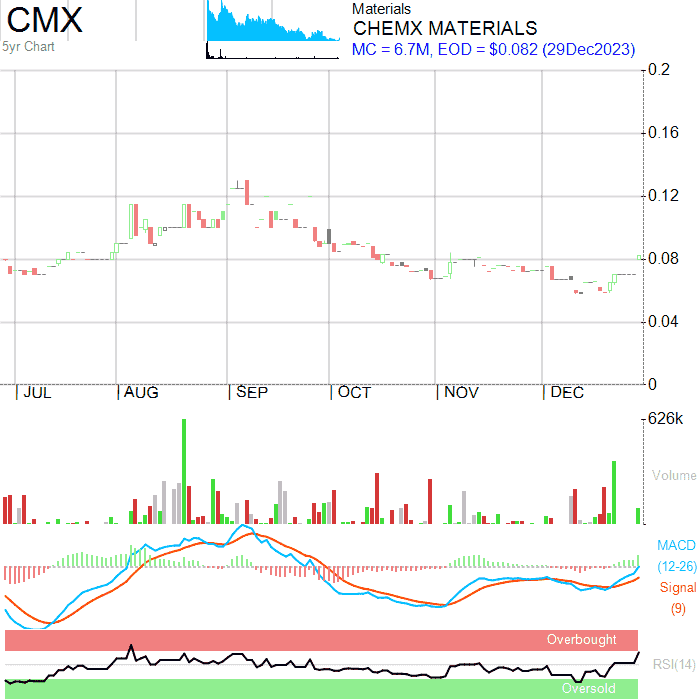 CMX
5yr Chart
Materials
CHEMX MATERIALS
MC = 6.7M, EOD = $0.082 (29Dec2023)
0.2
0.16
0.12
0.08
0.04
0
JUL AUG SEP OCT NOV DEC
626k
Volume
MACD
(12-26)
Signal
(9)
Overbought
RSI(14)
Oversold